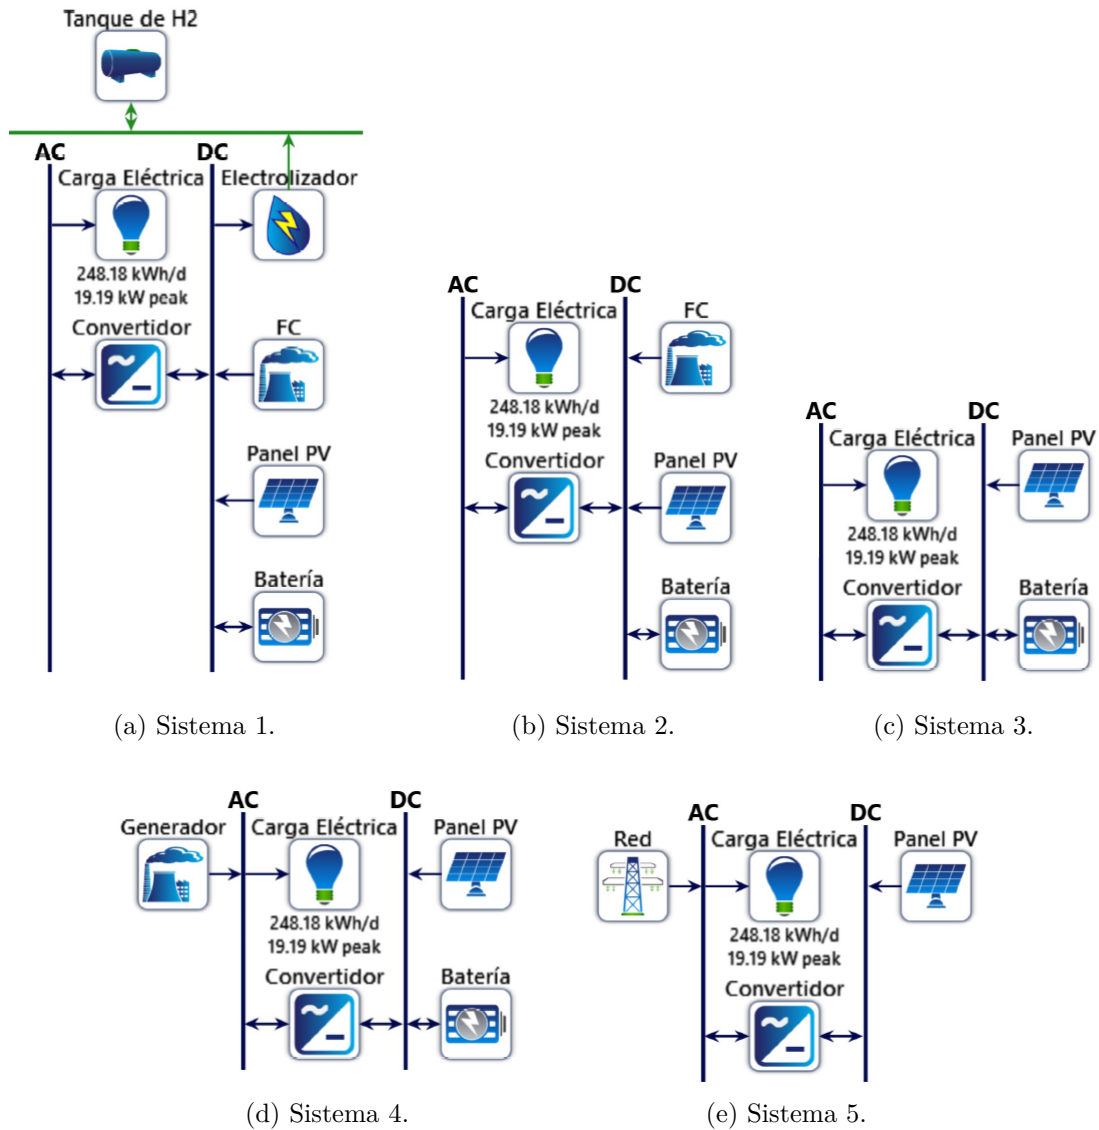 Tanque de H2
AC
DC
Carga Eléctrica
Electrolizador
248.18 kWh/d
19.19 kW peak
Convertidor
FC
Panel PV
Batería
(a) Sistema 1.
AC
DC
Carga Eléctrica
FC
248.18 kWh/d
19.19 kW peak
Convertidor
Panel PV
Batería
(b) Sistema 2.
AC
DC
Carga Eléctrica
Panel PV
248.18 kWh/d
19.19 kW peak
Convertidor
Batería
(c) Sistema 3.
AC
DC
Generador
Carga Eléctrica
Panel PV
248.18 kWh/d
19.19 kW peak
Convertidor
Batería
(d) Sistema 4.
AC
DC
Red
Carga Eléctrica
Panel PV
248.18 kWh/d
19.19 kW peak
Convertidor
(e) Sistema 5.